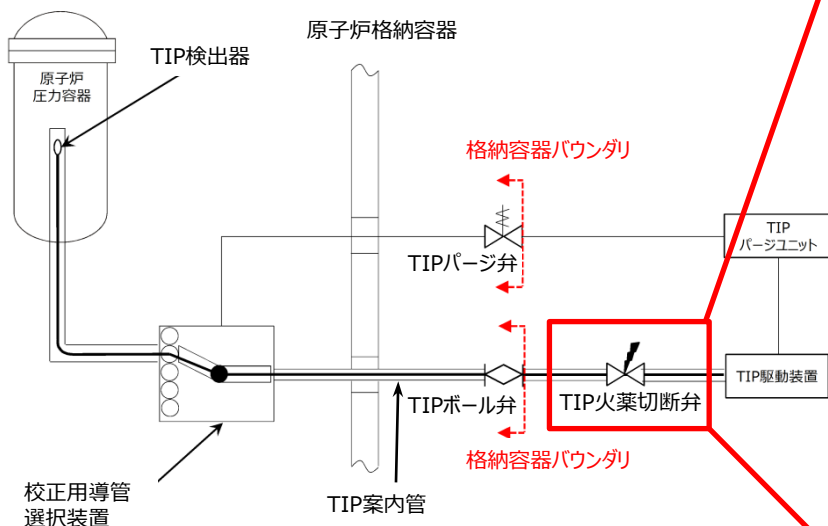 原子炉格納容器
TIP検出器
原子炉
圧力容器
格納容器バウンダリ
TIP
パージユニット
TIPパージ弁
TIP駆動装置
TIPボール弁
TIP火薬切断弁
格納容器バウンダリ
校正用導管
選択装置
TIP案内管